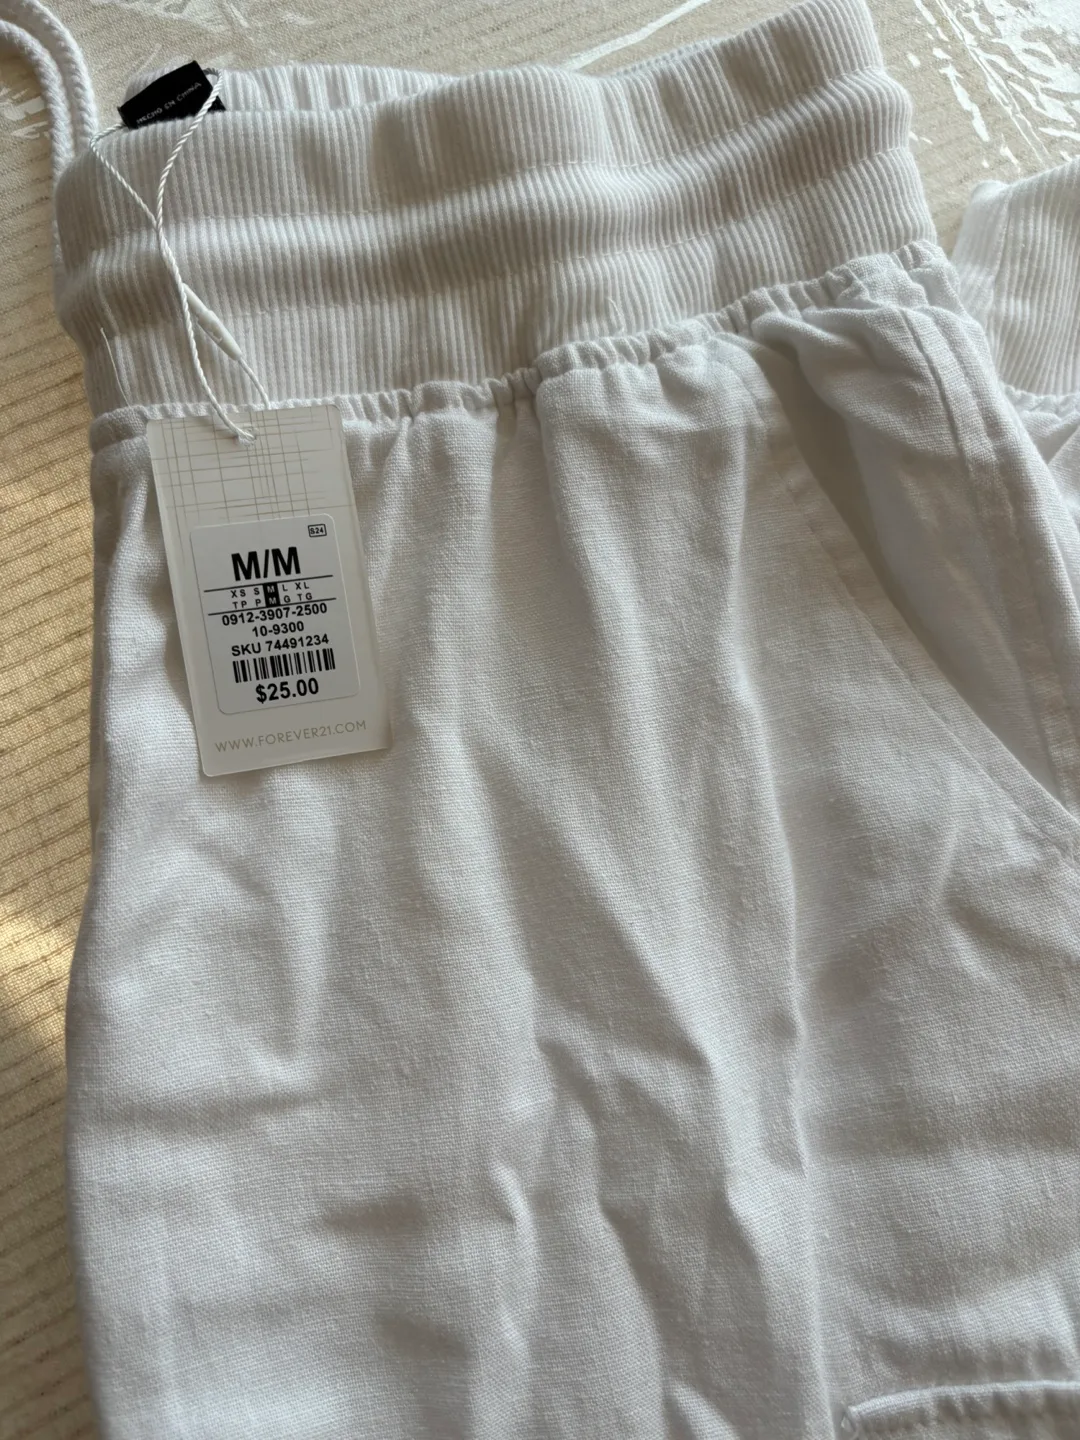 HECHO EN CHINA
S24
M/M
XS S M L XL
TP P M G TG
0912-3907-2500
10-9300
SKU 74491234
$25.00
WWW.FOREVER21.COM